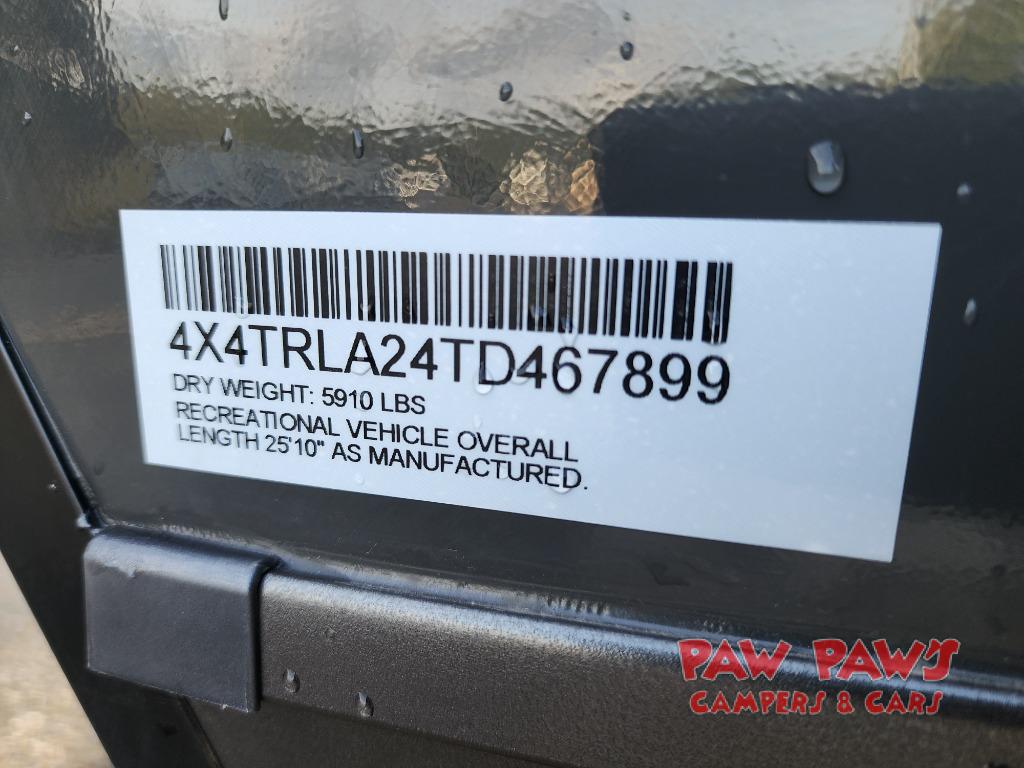 4X4TRLA24TD467899
DRY WEIGHT: 5910 LBS
RECREATIONAL VEHICLE OVERALL
LENGTH 25'10" AS MANUFACTURED.
PAW PAW'S
CAMPERS & CARS